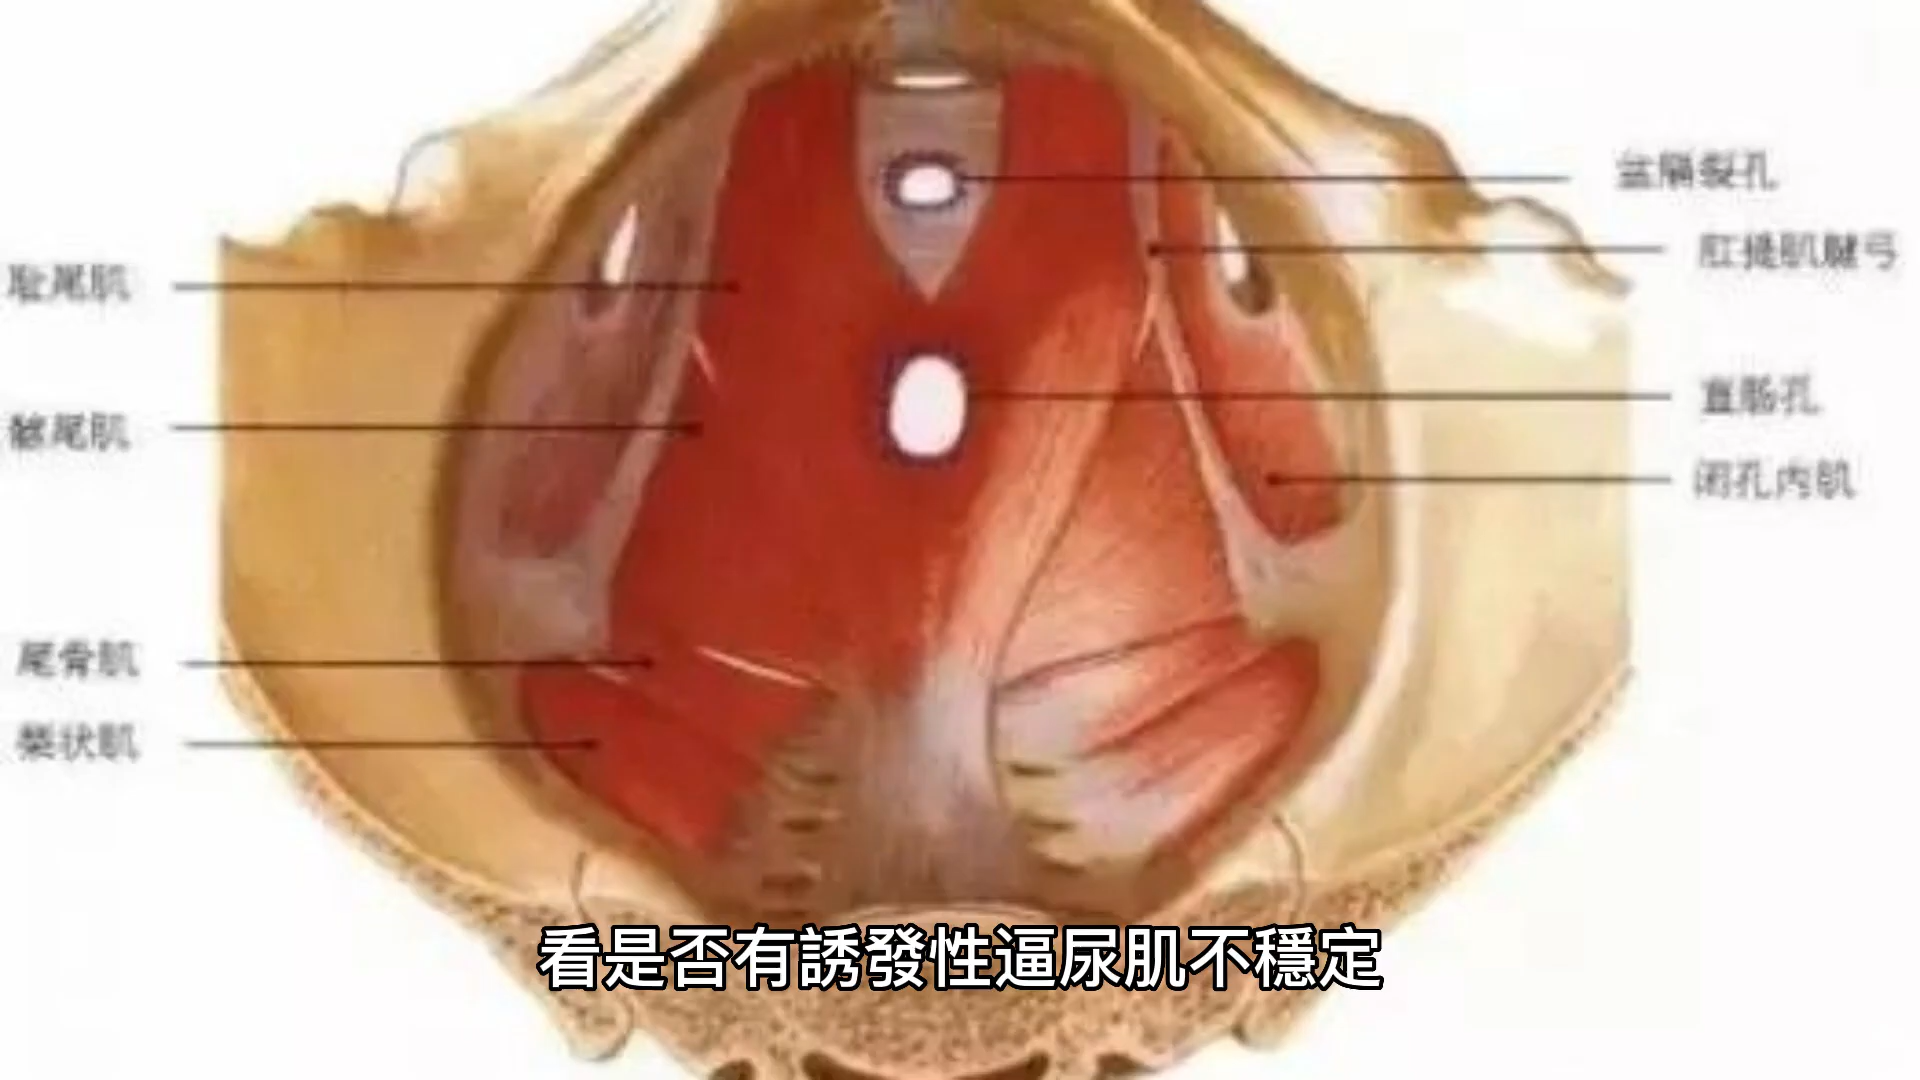 盆膈裂孔
肛提肌腱弓
耻尾肌
直肠孔
髂尾肌
闭孔内肌
尾骨肌
梨状肌
看是否有誘發性逼尿肌不穩定